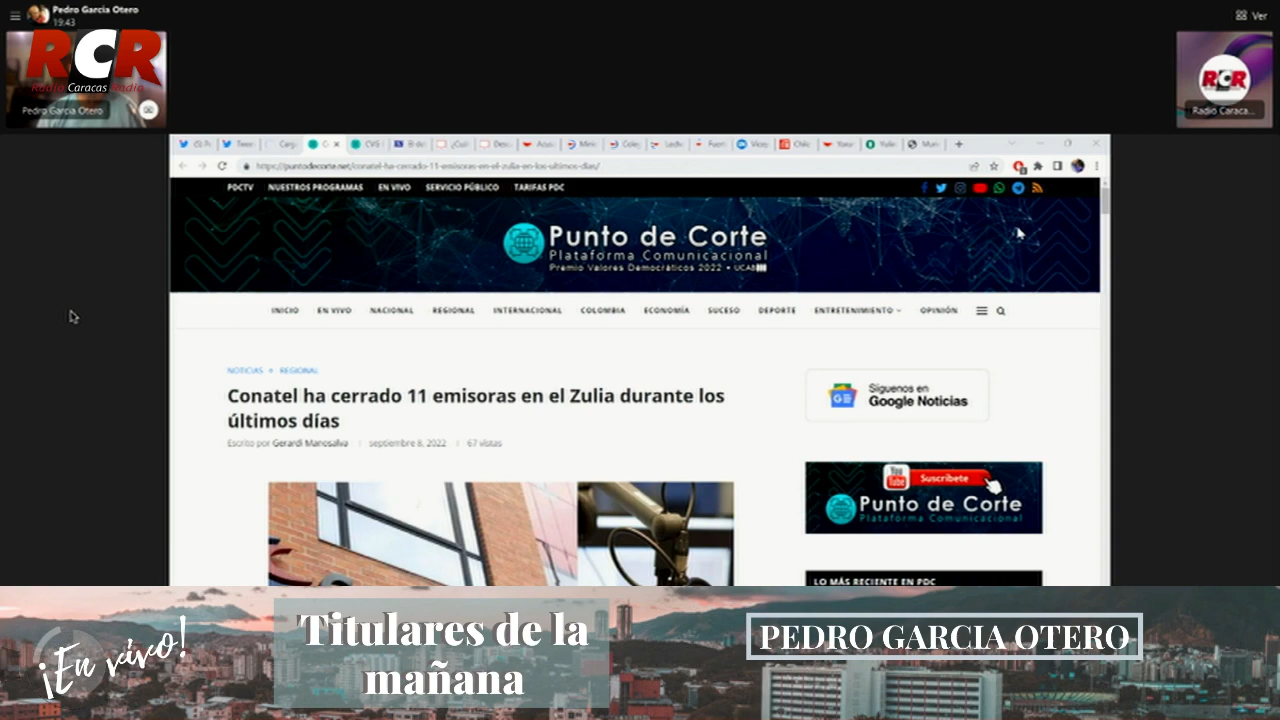 Pedro Garcia Otero
19:43
Ver
RCR
Radio Caracas Radio
Pedro Garcia Otero
RCR
Radio Caraca...
https://puntodecorte.net/conatel-ha-cerrado-11-emisoras-en-el-zulia-en-los-ultimos-dias/
PDCTV NUESTROS PROGRAMAS EN VIVO SERVICIO PÚBLICO TARIFAS PDC
Punto de Corte
Plataforma Comunicacional
Premio Valores Democráticos 2022 • UCAB
INICIO EN VIVO NACIONAL REGIONAL INTERNACIONAL COLOMBIA ECONOMÍA SUCESO DEPORTE ENTRETENIMIENTO OPINIÓN
NOTICIAS REGIONAL
Conatel ha cerrado 11 emisoras en el Zulia durante los
últimos días
Escrito por Gerardi Manosalva septiembre 8, 2022 67 vistas
Síguenos en
Google Noticias
You
Tube
Suscríbete
Punto de Corte
Plataforma Comunicacional
LO MÁS RECIENTE EN PDC
¡En vivo!
Titulares de la
mañana
PEDRO GARCIA OTERO